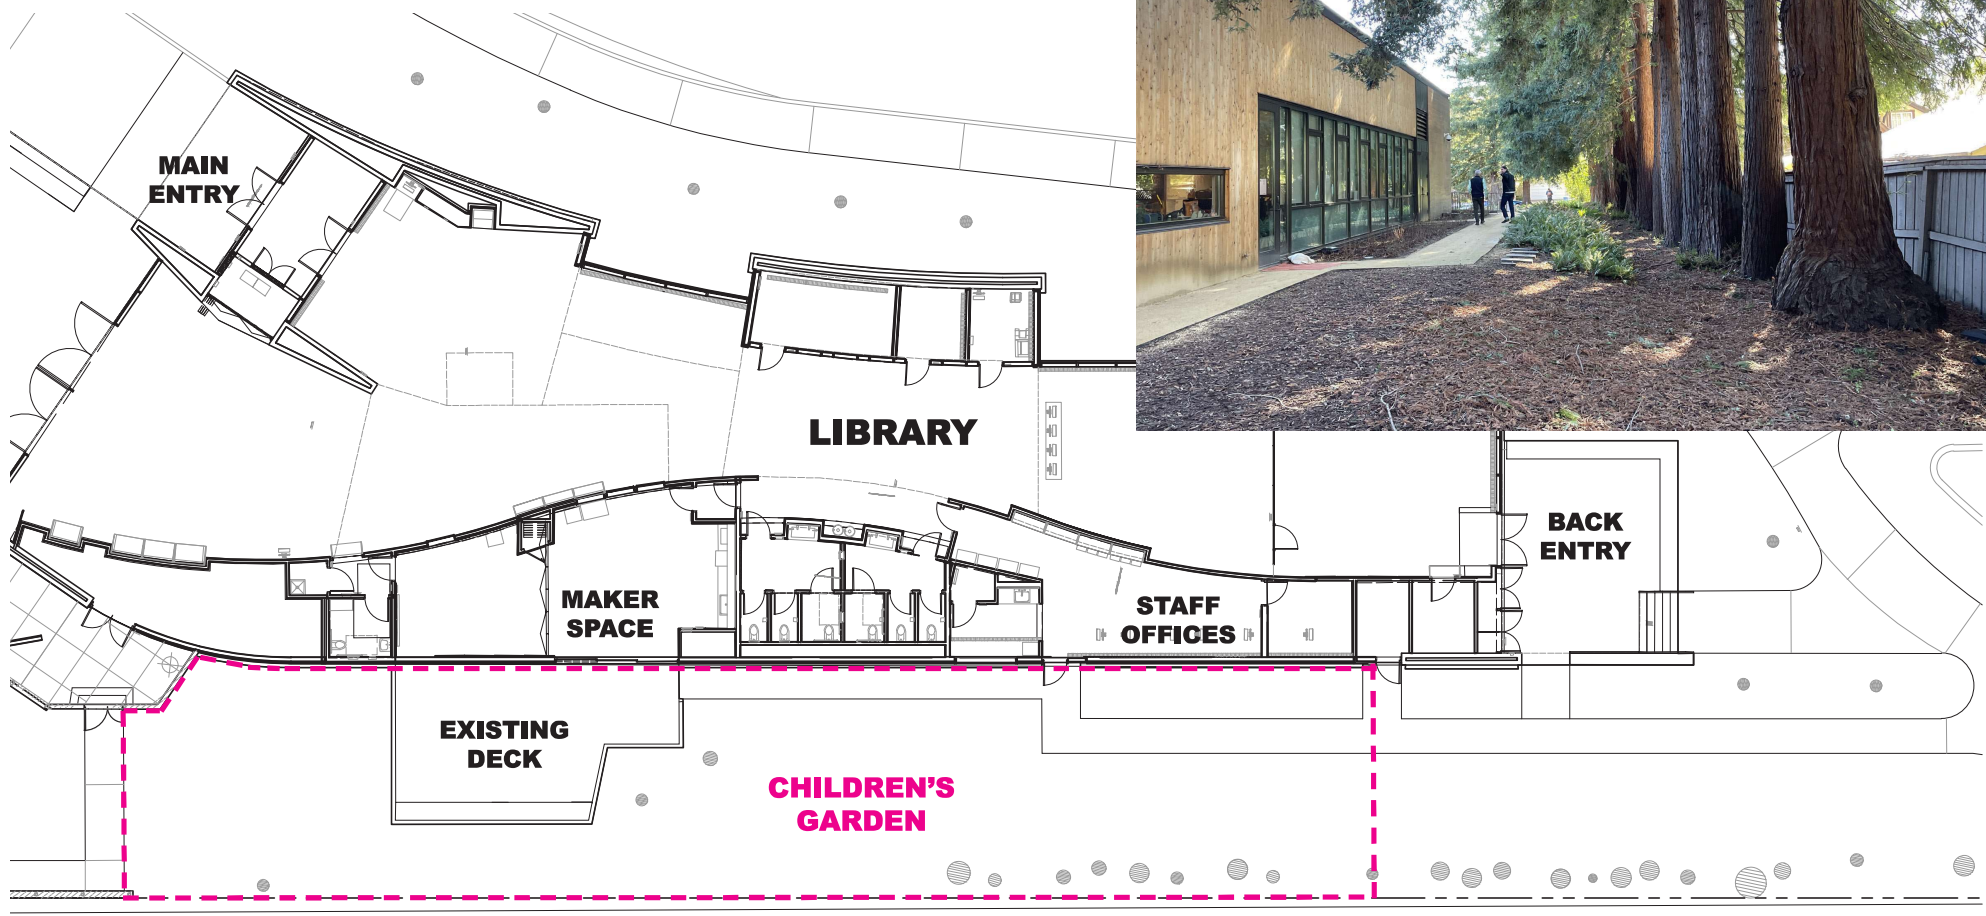 MAIN
ENTRY
LIBRARY
BACK
ENTRY
MAKER
SPACE
STAFF
OFFICES
EXISTING
DECK
CHILDREN'S
GARDEN